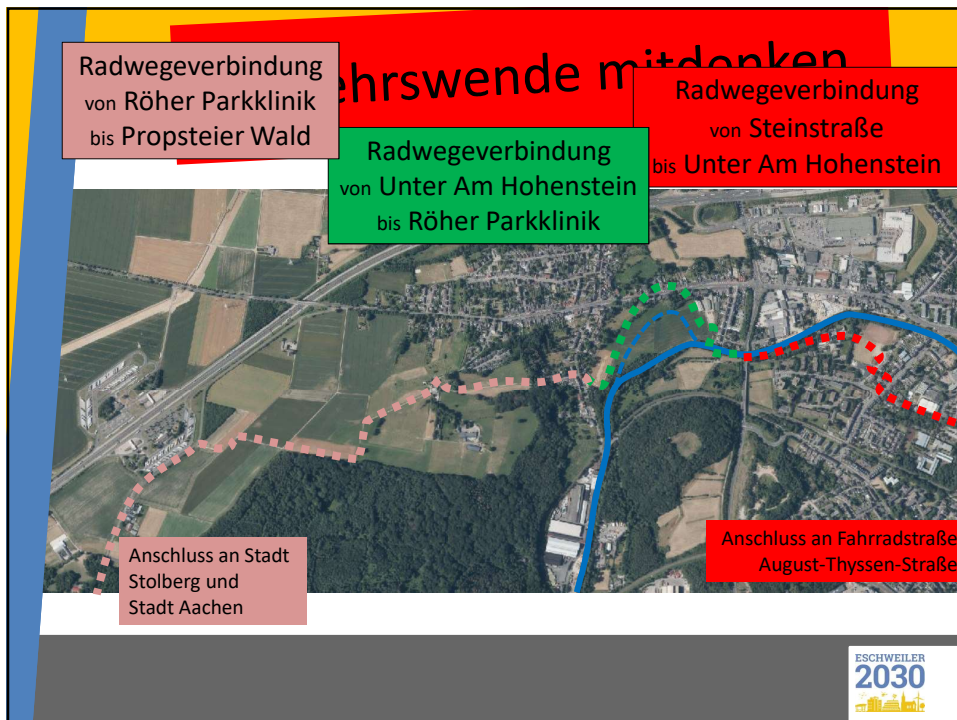 ehrswende mitdenken
Radwegeverbindung
von Röher Parkklinik
bis Propsteier Wald
Radwegeverbindung
von Unter Am Hohenstein
bis Röher Parkklinik
Radwegeverbindung
von Steinstraße
bis Unter Am Hohenstein
Anschluss an Stadt
Stolberg und
Stadt Aachen
Anschluss an Fahrradstraße
August-Thyssen-Straße
ESCHWEILER
2030